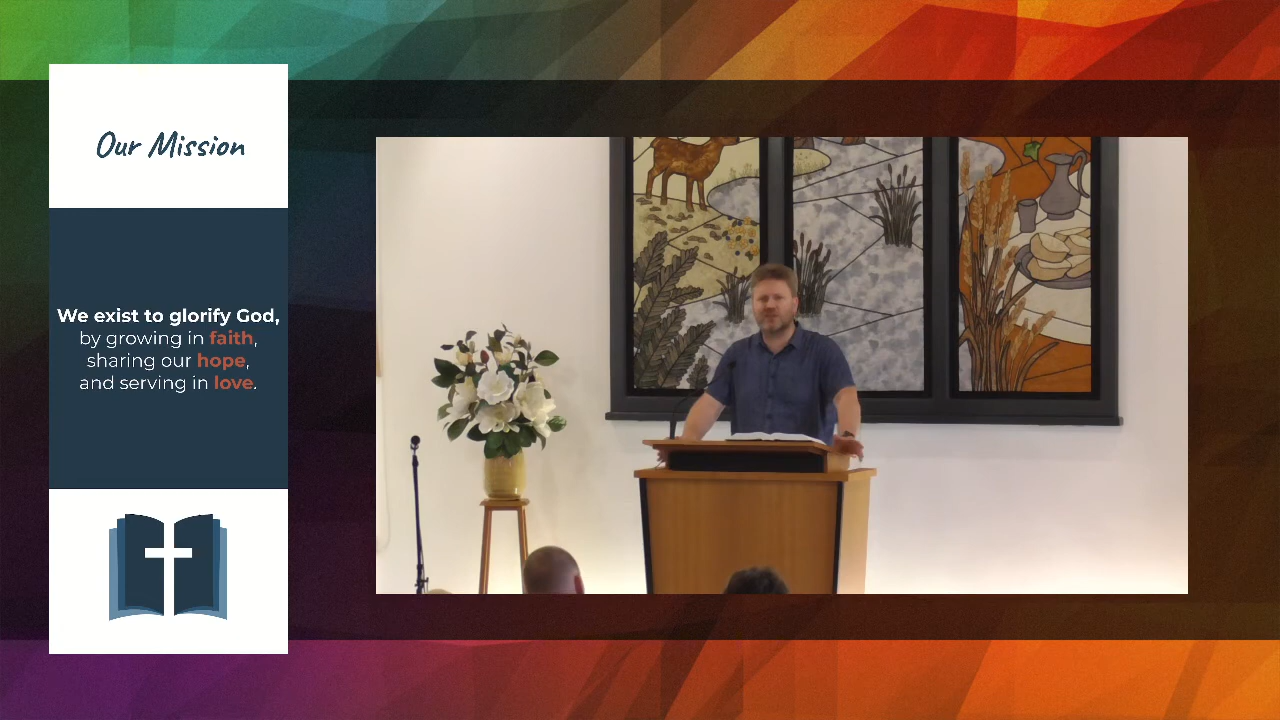 Our Mission
We exist to glorify God,
by growing in faith,
sharing our hope,
and serving in love.